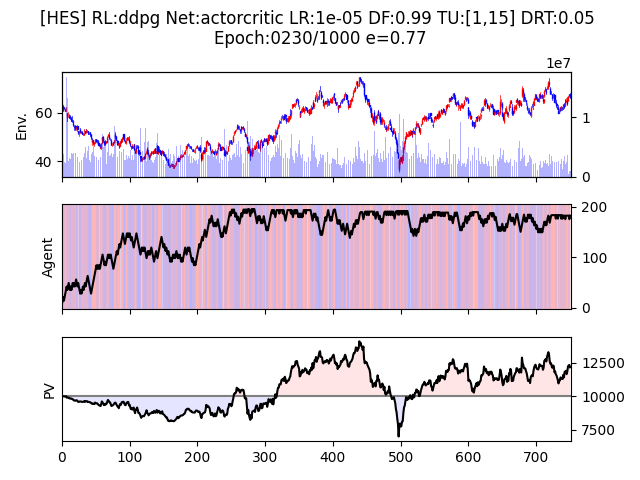 [HES] RL:ddpg Net:actorcritic LR:1e-05 DF:0.99 TU:[1,15] DRT:0.05
Epoch:0230/1000 e=0.77
1e7
Env.
60
40
1
0
Agent
200
100
0
PV
12500
10000
7500
0 100 200 300 400 500 600 700